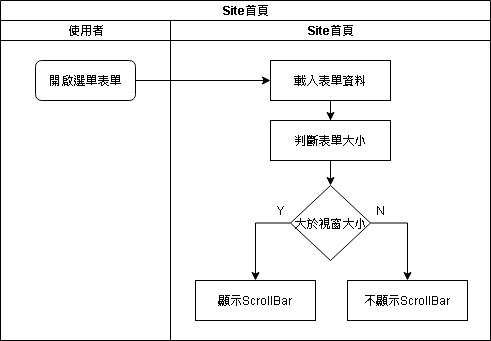 Site首頁
使用者
Site首頁
開啟選單表單
載入表單資料
判斷表單大小
大於視窗大小
Y
N
顯示ScrollBar
不顯示ScrollBar